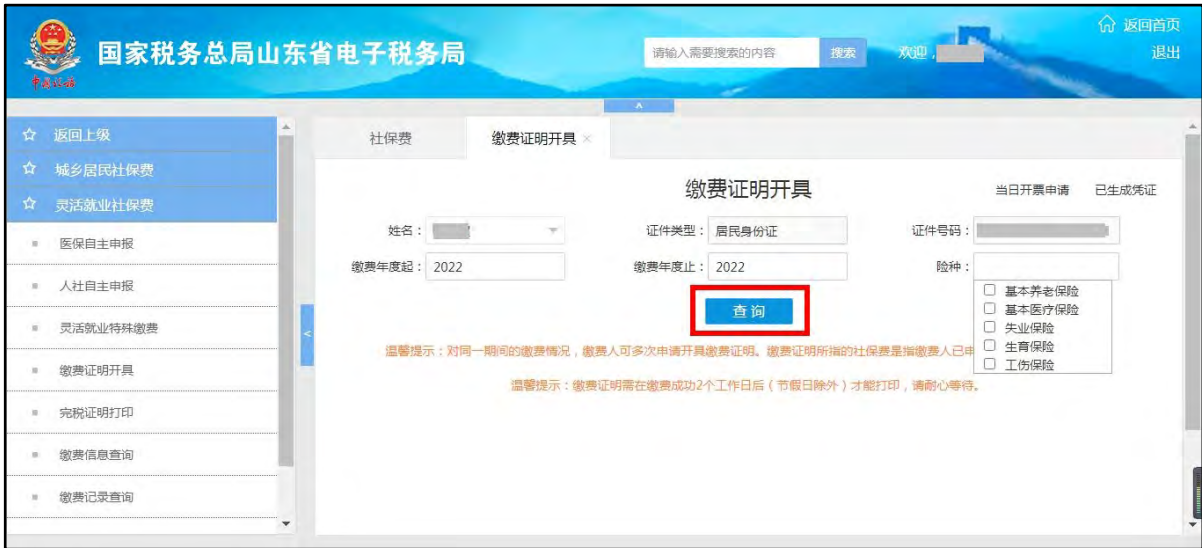 返回首页
国家税务总局山东省电子税务局
请输入需要搜索的内容 搜索 欢迎， 退出
中国税务
返回上级
社保费 缴费证明开具 ×
城乡居民社保费
缴费证明开具 当日开票申请 已生成凭证
灵活就业社保费
姓名： 证件类型： 居民身份证 证件号码：
医保自主申报
缴费年度起： 2022 缴费年度止： 2022 险种：
人社自主申报
基本养老保险
查询 基本医疗保险
灵活就业特殊缴费
失业保险
生育保险
温馨提示：对同一期间的缴费情况，缴费人可多次申请开具缴费证明。缴费证明所指的社保费是指缴费人已申
工伤保险
缴费证明开具
温馨提示：缴费证明需在缴费成功2个工作日后（节假日除外）才能打印，请耐心等待。
完税证明打印
缴费信息查询
缴费记录查询